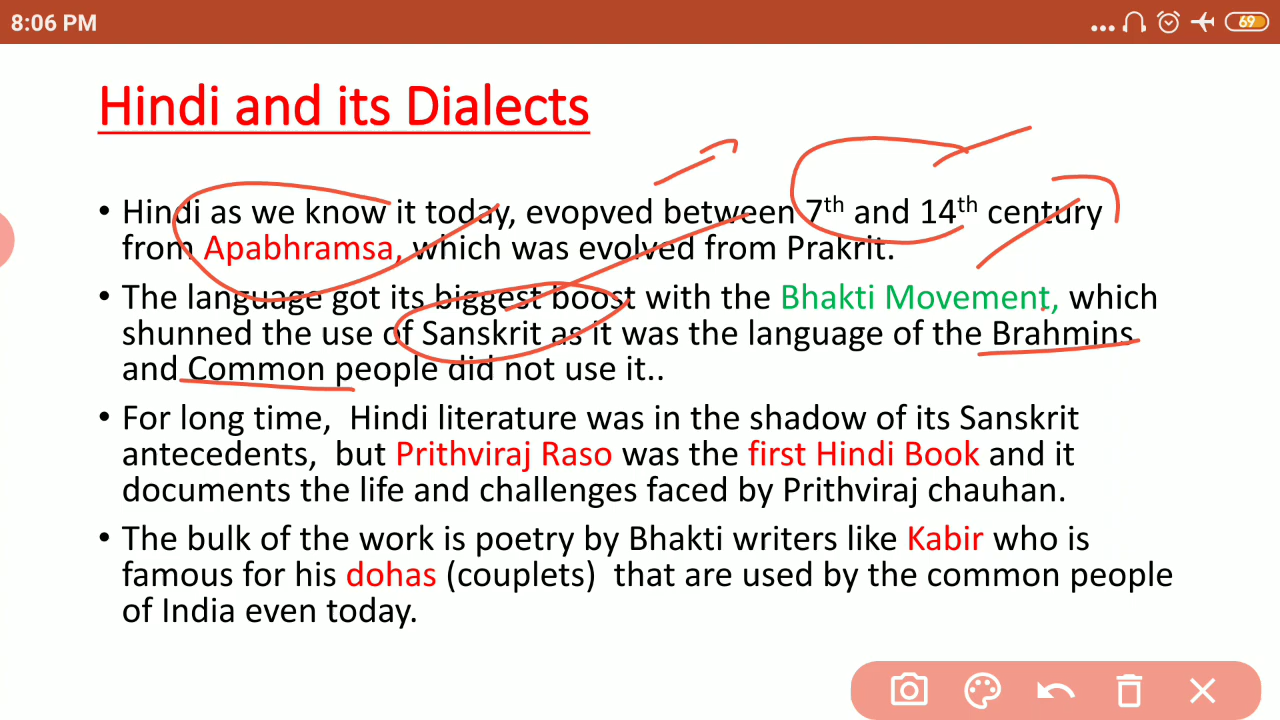 8:06 PM
69
Hindi and its Dialects
• Hindi as we know it today, evopved between 7th and 14th century
from Apabhramsa, which was evolved from Prakrit.
• The language got its biggest boost with the Bhakti Movement, which
shunned the use of Sanskrit as it was the language of the Brahmins
and Common people did not use it..
• For long time, Hindi literature was in the shadow of its Sanskrit
antecedents, but Prithviraj Raso was the first Hindi Book and it
documents the life and challenges faced by Prithviraj chauhan.
• The bulk of the work is poetry by Bhakti writers like Kabir who is
famous for his dohas (couplets) that are used by the common people
of India even today.